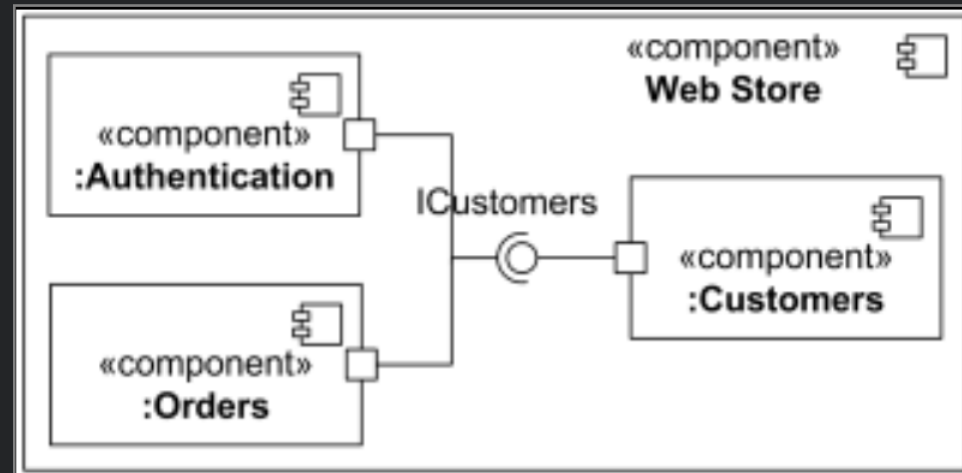 «component»
Web Store
«component»
:Authentication
ICustomers
«component»
:Customers
«component»
:Orders